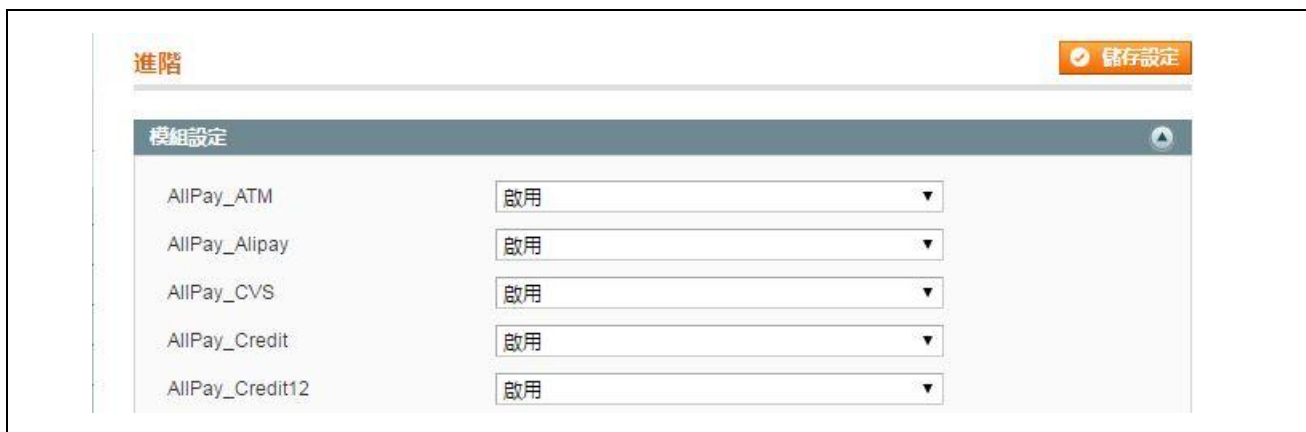 進階
儲存設定
模組設定
AllPay_ATM 啟用
AllPay_Alipay 啟用
AllPay_CVS 啟用
AllPay_Credit 啟用
AllPay_Credit12 啟用